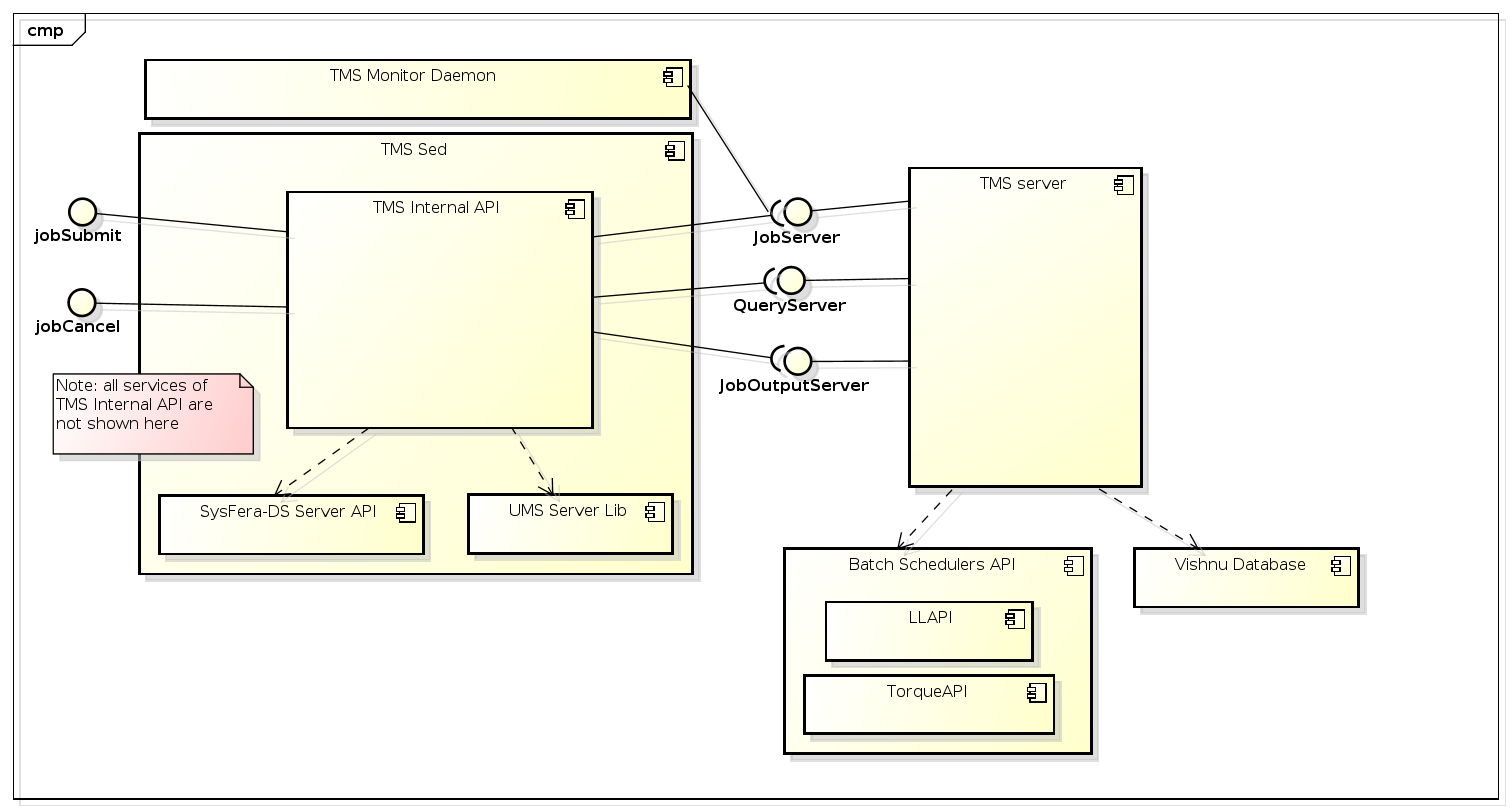 cmp
TMS Monitor Daemon
TMS Sed
TMS Internal API
TMS server
jobSubmit
JobServer
QueryServer
jobCancel
JobOutputServer
Note: all services of
TMS Internal API are
not shown here
SysFera-DS Server API
UMS Server Lib
Batch Schedulers API
Vishnu Database
LLAPI
TorqueAPI